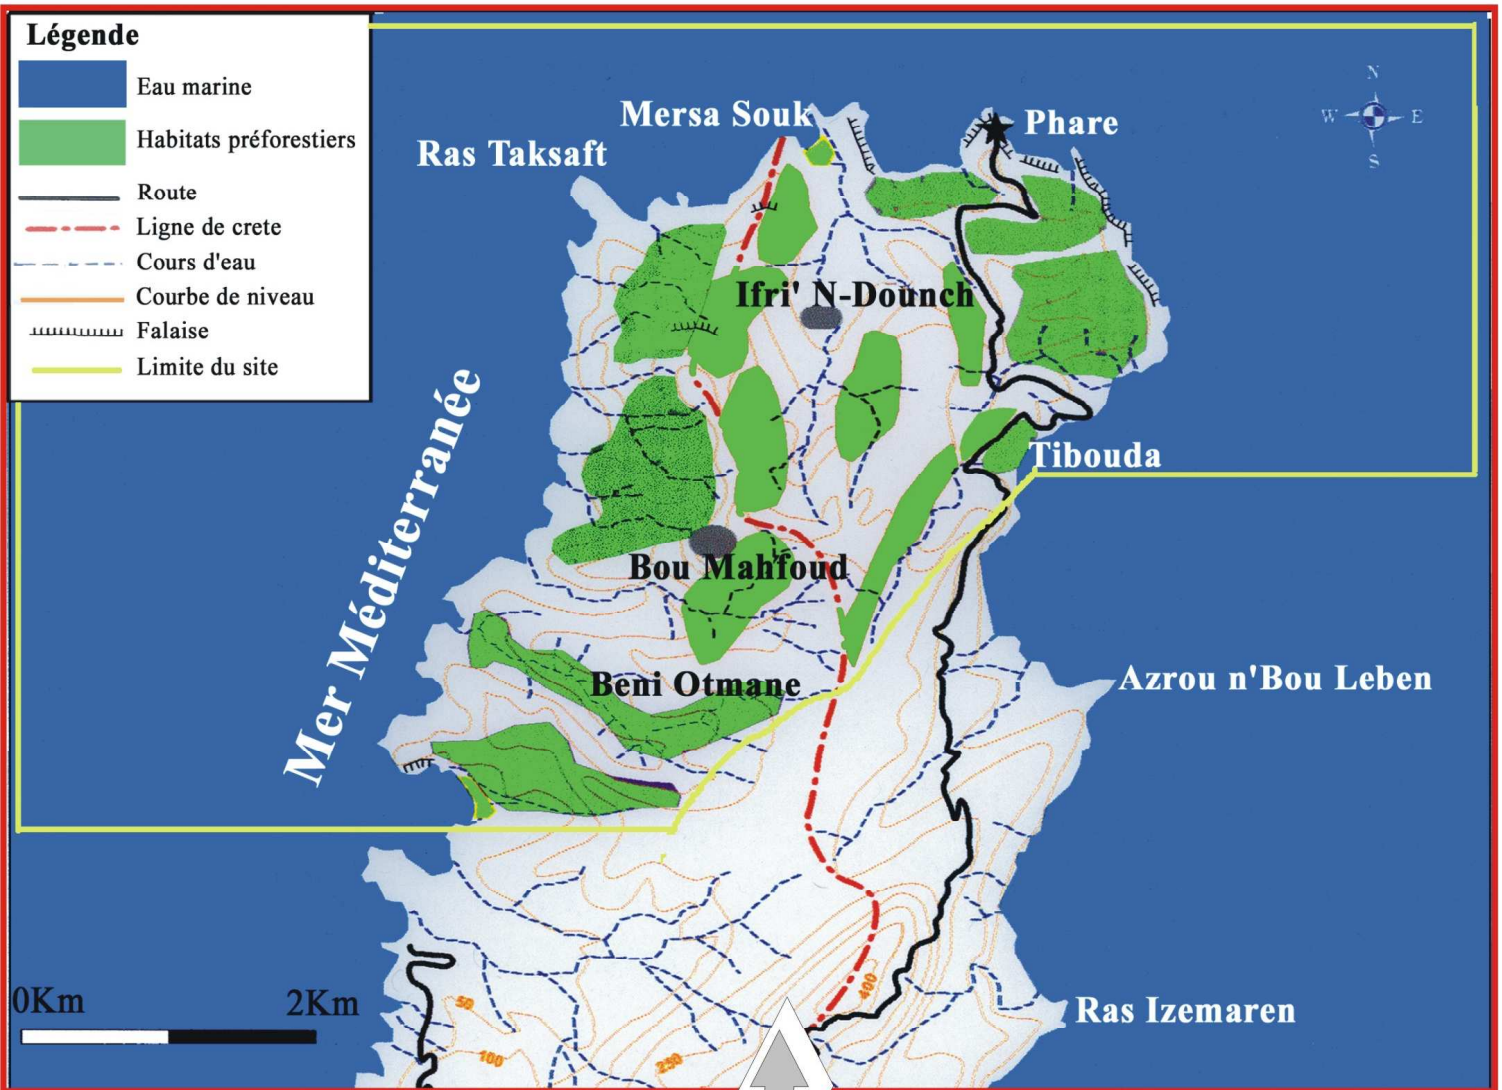 Légende
Eau marine
Habitats préforestiers
Route
Ligne de crete
Cours d'eau
Courbe de niveau
Falaise
Limite du site
N
W E
S
Mersa Souk
Phare
Ras Taksaft
Ifri' N-Dounch
Tibouda
Mer Méditerranée
Bou Mahfoud
Beni Otmane
Azrou n'Bou Leben
Ras Izemaren
400
50
100
250
0Km 2Km